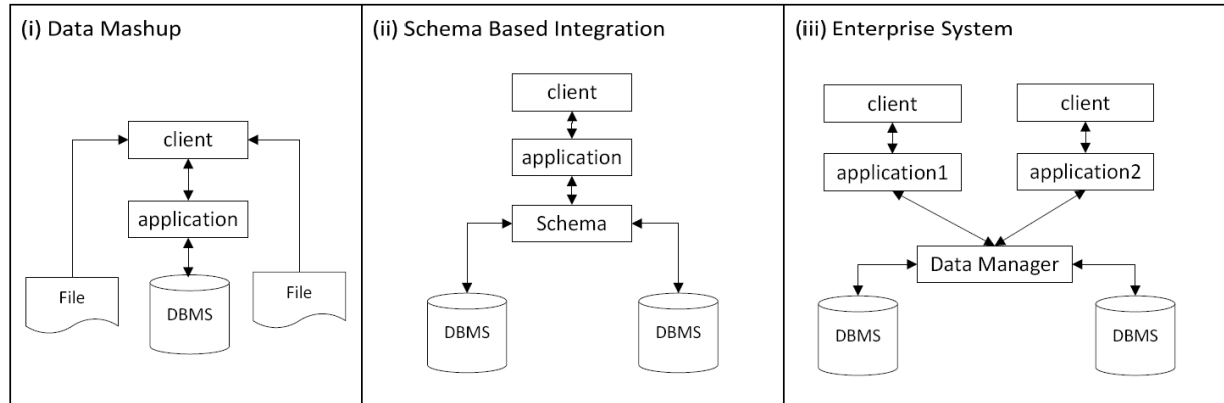 (i) Data Mashup
client
application
File
DBMS
File
(ii) Schema Based Integration
client
application
Schema
DBMS
DBMS
(iii) Enterprise System
client
client
application1
application2
Data Manager
DBMS
DBMS